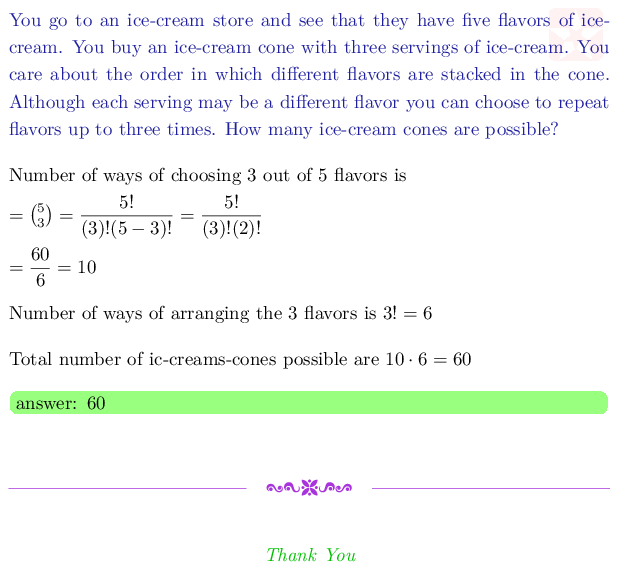 You go to an ice-cream store and see that they have five flavors of ice-
cream. You buy an ice-cream cone with three servings of ice-cream. You
care about the order in which different flavors are stacked in the cone.
Although each serving may be a different flavor you can choose to repeat
flavors up to three times. How many ice-cream cones are possible?
Number of ways of choosing 3 out of 5 flavors is
= (5 3) = 5! / (3)!(5 − 3)! = 5! / (3)!(2)!
= 60 / 6 = 10
Number of ways of arranging the 3 flavors is 3! = 6
Total number of ic-creams-cones possible are 10 · 6 = 60
answer: 60
Thank You